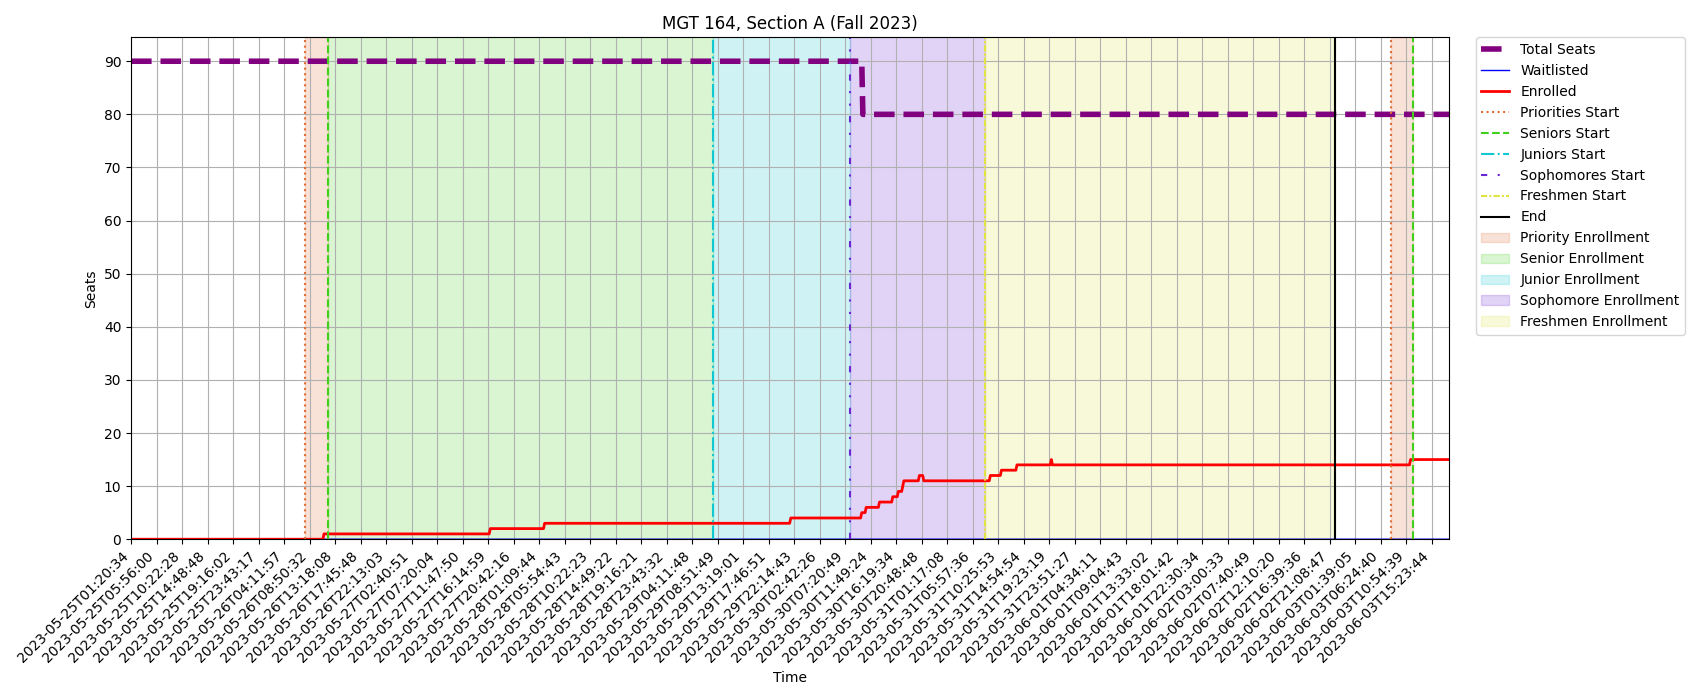 MGT 164, Section A (Fall 2023)
Seats
90
80
70
60
50
40
30
20
10
0
2023-05-25T01:20:34
2023-05-25T05:56:00
2023-05-25T10:22:28
2023-05-25T14:48:48
2023-05-25T19:16:02
2023-05-25T23:43:17
2023-05-26T04:11:57
2023-05-26T08:50:32
2023-05-26T13:18:08
2023-05-26T17:45:48
2023-05-26T22:13:03
2023-05-27T02:40:51
2023-05-27T07:20:04
2023-05-27T11:47:50
2023-05-27T16:14:59
2023-05-27T20:42:16
2023-05-28T01:09:44
2023-05-28T05:54:43
2023-05-28T10:22:23
2023-05-28T14:49:22
2023-05-28T19:16:21
2023-05-28T23:43:32
2023-05-29T04:11:48
2023-05-29T08:51:49
2023-05-29T13:19:01
2023-05-29T17:46:51
2023-05-29T22:14:43
2023-05-30T02:42:26
2023-05-30T07:20:49
2023-05-30T11:49:24
2023-05-30T16:19:34
2023-05-30T20:48:48
2023-05-31T01:17:08
2023-05-31T05:57:36
2023-05-31T10:25:53
2023-05-31T14:54:54
2023-05-31T19:23:19
2023-05-31T23:51:27
2023-06-01T04:34:11
2023-06-01T09:04:43
2023-06-01T13:33:02
2023-06-01T18:01:42
2023-06-01T22:30:34
2023-06-02T03:00:33
2023-06-02T07:40:49
2023-06-02T12:10:20
2023-06-02T16:39:36
2023-06-02T21:08:47
2023-06-03T01:39:05
2023-06-03T06:24:40
2023-06-03T10:54:39
2023-06-03T15:23:44
Time
Total Seats
Waitlisted
Enrolled
Priorities Start
Seniors Start
Juniors Start
Sophomores Start
Freshmen Start
End
Priority Enrollment
Senior Enrollment
Junior Enrollment
Sophomore Enrollment
Freshmen Enrollment